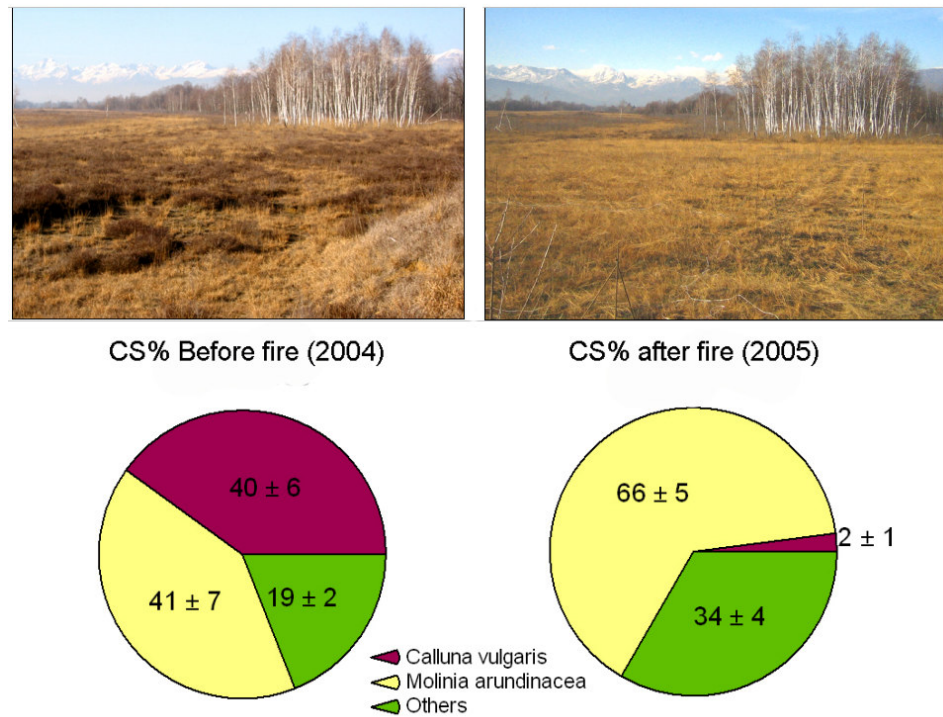 CS% Before fire (2004)
CS% after fire (2005)
40 ± 6
41 ± 7
19 ± 2
66 ± 5
2 ± 1
34 ± 4
Calluna vulgaris
Molinia arundinacea
Others